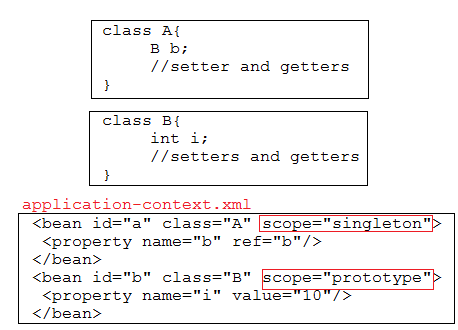 class A{
B b;
//setter and getters
}
class B{
int i;
//setters and getters
}
application-context.xml
<bean id="a" class="A" scope="singleton">
<property name="b" ref="b"/>
</bean>
<bean id="b" class="B" scope="prototype">
<property name="i" value="10"/>
</bean>